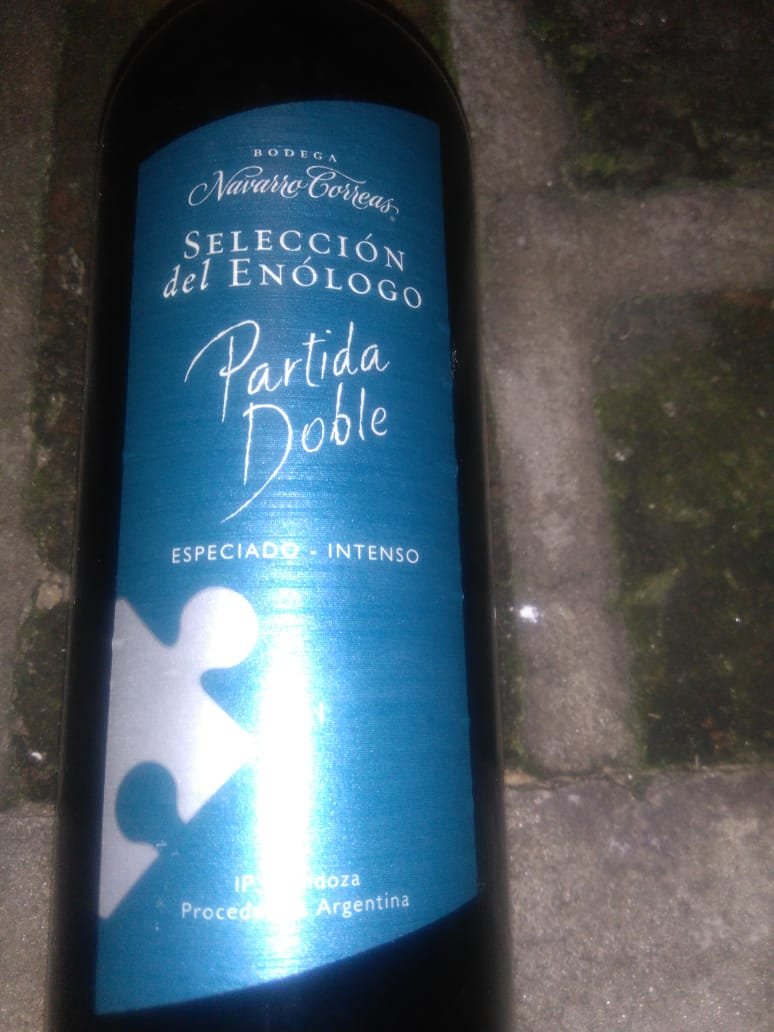 BODEGA
Navarro Correas
SELECCIÓN
del ENÓLOGO
Partida
Doble
ESPECIADO - INTENSO
Argentina